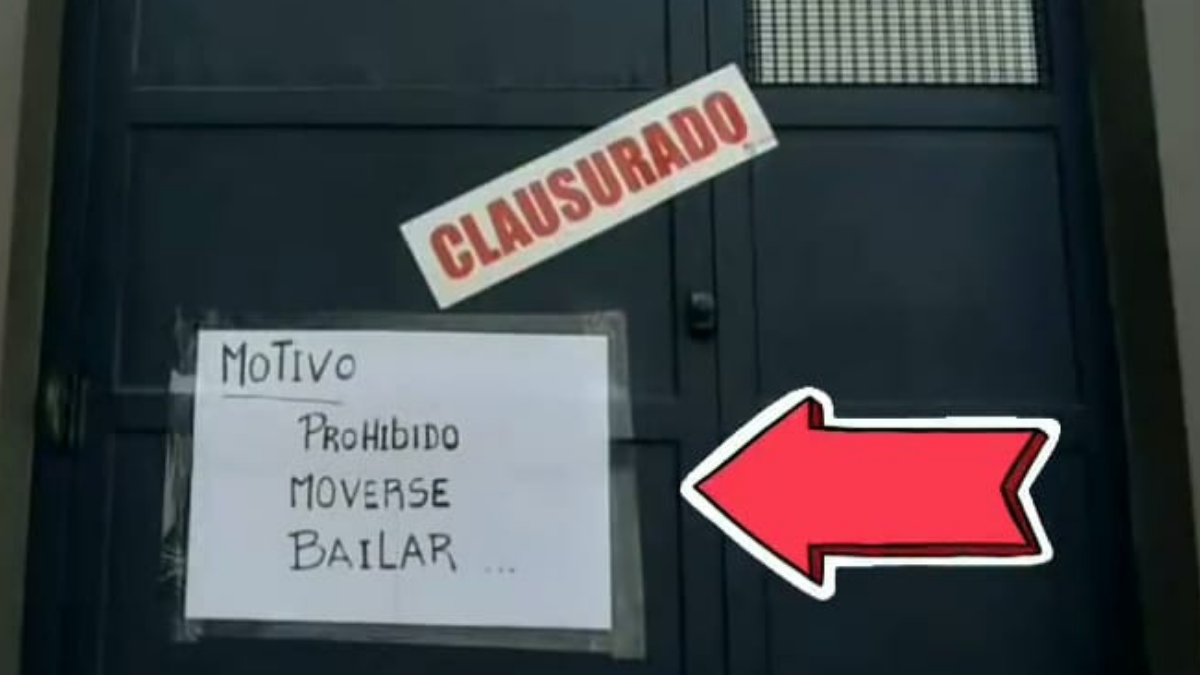 CLAUSURADO
MOTIVO
PROHIBIDO
MOVERSE
BAILAR ...